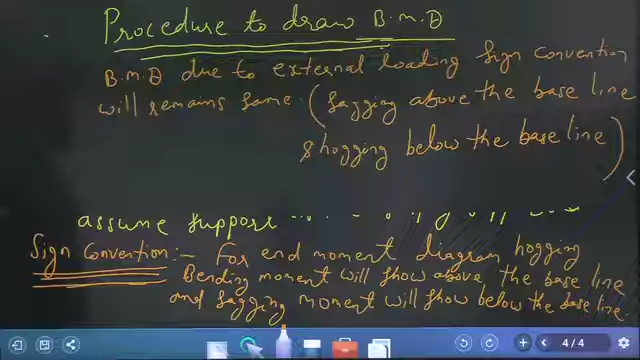 Procedure to draw B.M.D
B.M.D due to external loading sign convention
will remains same (sagging above the base line
& hogging below the base line)
assume support
Sign Convention :- For end moment diagram hogging
Bending moment will show above the base line
and sagging moment will show below the base line.
4 / 4